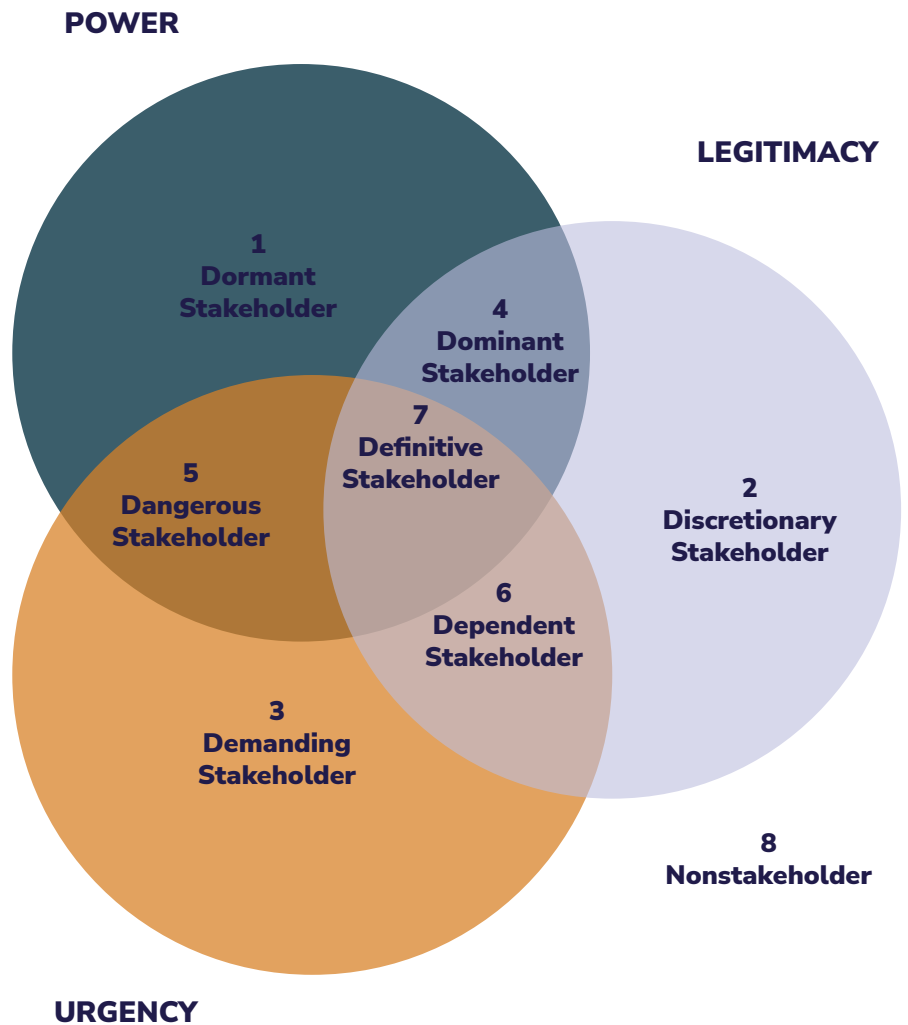 POWER
LEGITIMACY
1
Dormant
Stakeholder
4
Dominant
Stakeholder
7
Definitive
Stakeholder
5
Dangerous
Stakeholder
2
Discretionary
Stakeholder
6
Dependent
Stakeholder
3
Demanding
Stakeholder
8
Nonstakeholder
URGENCY